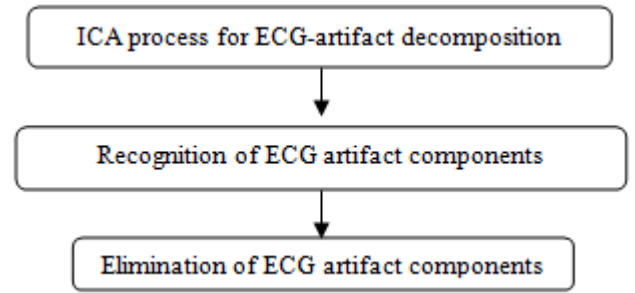 ICA process for ECG-artifact decomposition
Recognition of ECG artifact components
Elimination of ECG artifact components